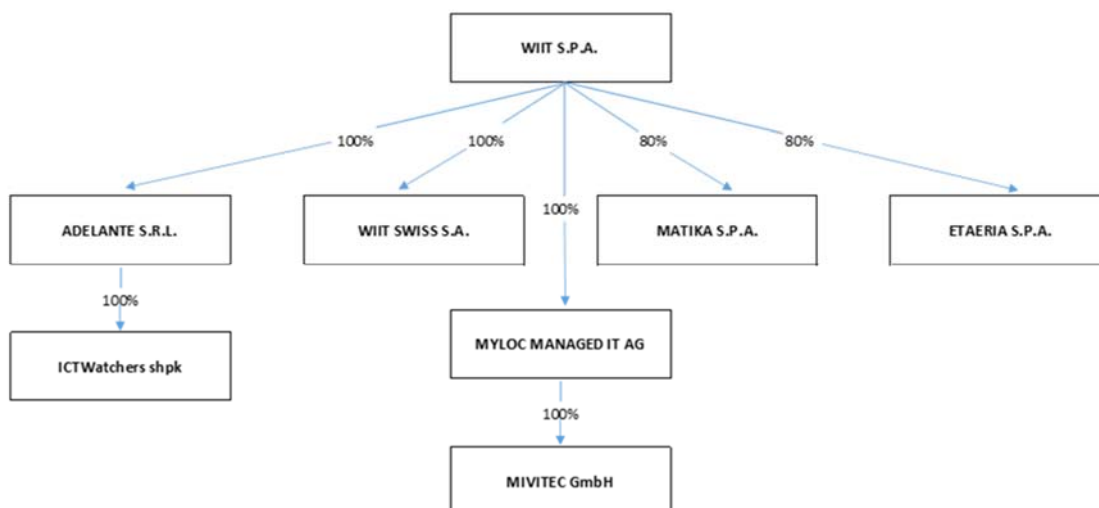 WIIT S.P.A.
100%
100%
80%
80%
100%
ADELANTE S.R.L.
WIIT SWISS S.A.
MATIKA S.P.A.
ETAERIA S.P.A.
100%
ICTWatchers shpk
MYLOC MANAGED IT AG
100%
MIVITEC GmbH